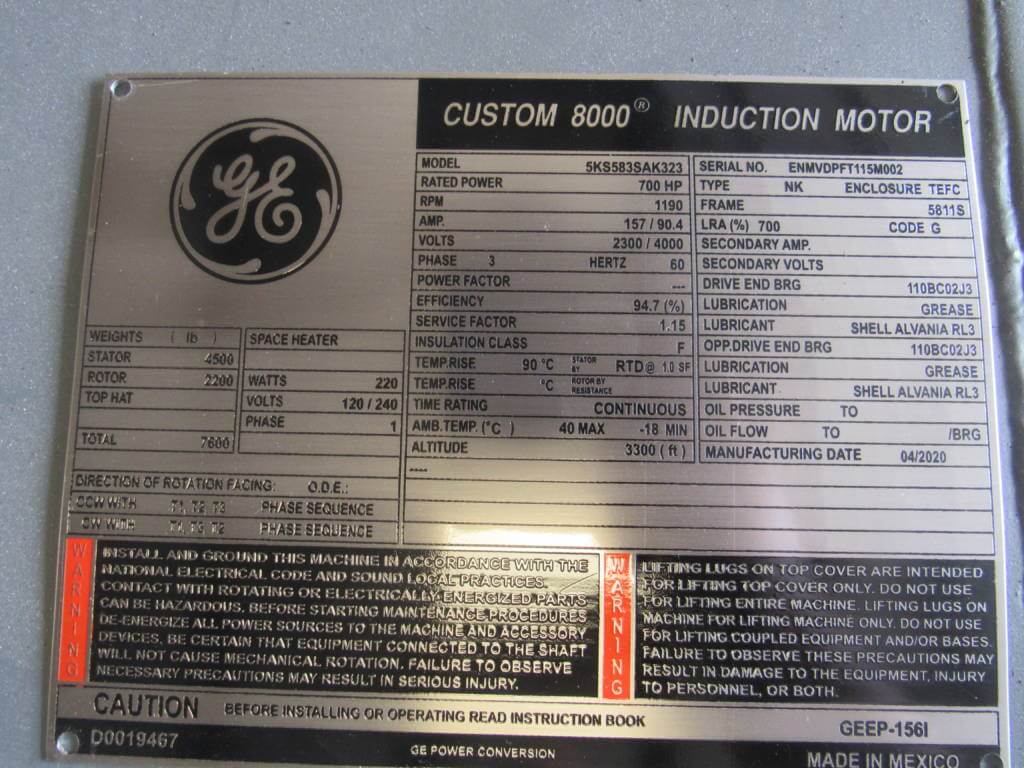 CUSTOM 8000® INDUCTION MOTOR
GE
MODEL 5KS583SAK323
RATED POWER 700 HP
RPM 1190
AMP. 157 / 90.4
VOLTS 2300 / 4000
PHASE 3 HERTZ 60
POWER FACTOR ---
EFFICIENCY 94.7 (%)
SERVICE FACTOR 1.15
INSULATION CLASS F
TEMP.RISE 90 °C STATOR BY RTD@ 1.0 SF
TEMP.RISE °C ROTOR BY RESISTANCE
TIME RATING CONTINUOUS
AMB.TEMP. (°C ) 40 MAX -18 MIN
ALTITUDE 3300 ( ft )
----
SERIAL NO. ENMVDPFT115M002
TYPE NK ENCLOSURE TEFC
FRAME 5811S
LRA (%) 700 CODE G
SECONDARY AMP.
SECONDARY VOLTS
DRIVE END BRG 110BC02J3
LUBRICATION GREASE
LUBRICANT SHELL ALVANIA RL3
OPP.DRIVE END BRG 110BC02J3
LUBRICATION GREASE
LUBRICANT SHELL ALVANIA RL3
OIL PRESSURE TO
OIL FLOW TO /BRG
MANUFACTURING DATE 04/2020
WEIGHTS ( lb )
STATOR 4500
ROTOR 2200
TOP HAT
TOTAL 7600
SPACE HEATER
WATTS 220
VOLTS 120 / 240
PHASE 1
DIRECTION OF ROTATION FACING: O.D.E.:
CCW WITH T1, T2, T3 PHASE SEQUENCE
CW WITH T1, T3, T2 PHASE SEQUENCE
WARNING
INSTALL AND GROUND THIS MACHINE IN ACCORDANCE WITH THE
NATIONAL ELECTRICAL CODE AND SOUND LOCAL PRACTICES.
CONTACT WITH ROTATING OR ELECTRICALLY ENERGIZED PARTS
CAN BE HAZARDOUS. BEFORE STARTING MAINTENANCE PROCEDURES
DE-ENERGIZE ALL POWER SOURCES TO THE MACHINE AND ACCESSORY
DEVICES, BE CERTAIN THAT EQUIPMENT CONNECTED TO THE SHAFT
WILL NOT CAUSE MECHANICAL ROTATION. FAILURE TO OBSERVE
NECESSARY PRECAUTIONS MAY RESULT IN SERIOUS INJURY.
WARNING
LIFTING LUGS ON TOP COVER ARE INTENDED
FOR LIFTING TOP COVER ONLY. DO NOT USE
FOR LIFTING ENTIRE MACHINE. LIFTING LUGS ON
MACHINE FOR LIFTING MACHINE ONLY. DO NOT USE
FOR LIFTING COUPLED EQUIPMENT AND/OR BASES.
FAILURE TO OBSERVE THESE PRECAUTIONS MAY
RESULT IN DAMAGE TO THE EQUIPMENT, INJURY
TO PERSONNEL, OR BOTH.
CAUTION BEFORE INSTALLING OR OPERATING READ INSTRUCTION BOOK GEEP-156I
D0019467 GE POWER CONVERSION MADE IN MEXICO